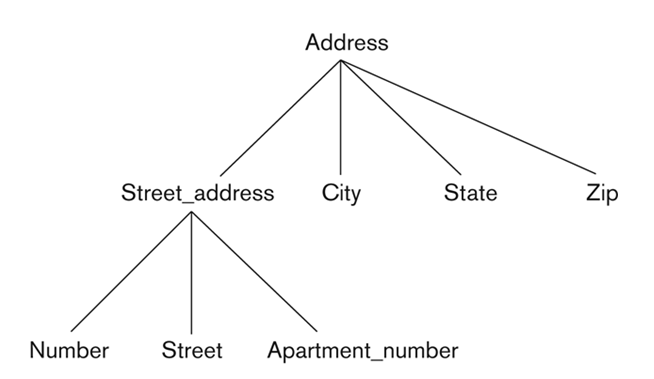 Address
Street_address City State Zip
Number Street Apartment_number